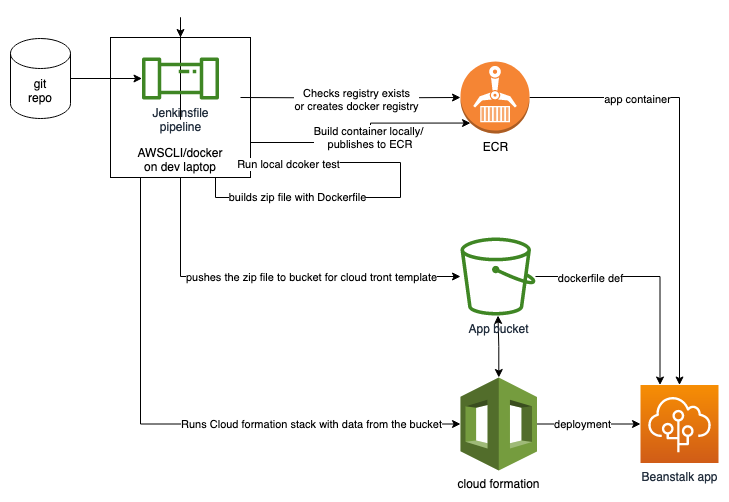 git
repo
Jenkinsfile
pipeline
AWSCLI/docker
on dev laptop
Checks registry exists
or creates docker registry
Build container locally/
publishes to ECR
Run local dcoker test
builds zip file with Dockerfile
ECR
app container
pushes the zip file to bucket for cloud tront template
dockerfile def
App bucket
Runs Cloud formation stack with data from the bucket
deployment
cloud formation
Beanstalk app